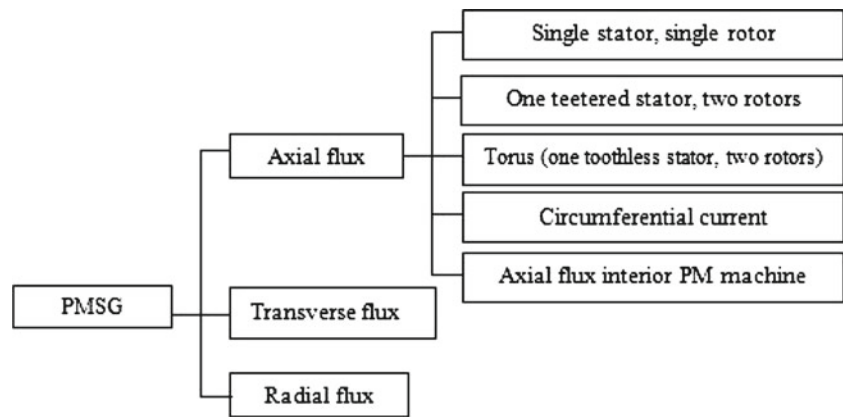 Single stator, single rotor
One teetered stator, two rotors
Axial flux
Torus (one toothless stator, two rotors)
Circumferential current
Axial flux interior PM machine
PMSG
Transverse flux
Radial flux